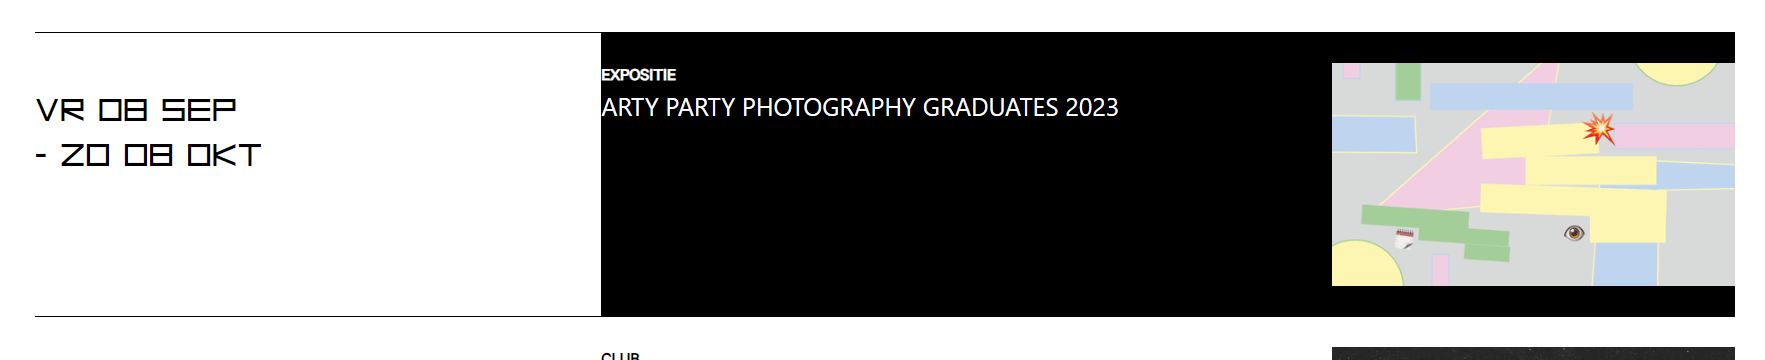 VR 08 SEP
- ZO 08 OKT
EXPOSITIE
ARTY PARTY PHOTOGRAPHY GRADUATES 2023
CLUB